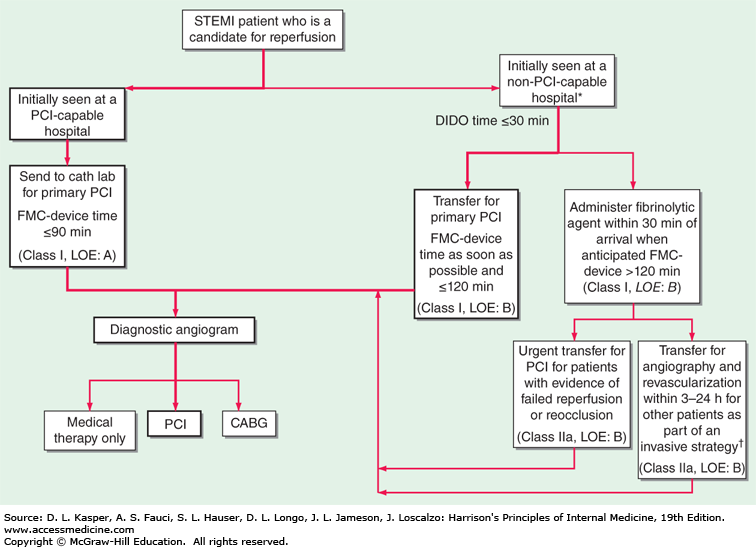 STEMI patient who is a
candidate for reperfusion
Initially seen at a
PCI-capable
hospital
Initially seen at a
non-PCI-capable
hospital*
DIDO time ≤30 min
Send to cath lab
for primary PCI
FMC-device time
≤90 min
(Class I, LOE: A)
Transfer for
primary PCI
FMC-device
time as soon as
possible and
≤120 min
(Class I, LOE: B)
Administer fibrinolytic
agent within 30 min of
arrival when
anticipated FMC-
device >120 min
(Class I, LOE: B)
Diagnostic angiogram
Urgent transfer for
PCI for patients
with evidence of
failed reperfusion
or reocclusion
(Class IIa, LOE: B)
Transfer for
angiography and
revascularization
within 3–24 h for
other patients as
part of an
invasive strategy†
(Class IIa, LOE: B)
Medical
therapy only
PCI
CABG
Source: D. L. Kasper, A. S. Fauci, S. L. Hauser, D. L. Longo, J. L. Jameson, J. Loscalzo: Harrison's Principles of Internal Medicine, 19th Edition.
www.accessmedicine.com
Copyright © McGraw-Hill Education. All rights reserved.